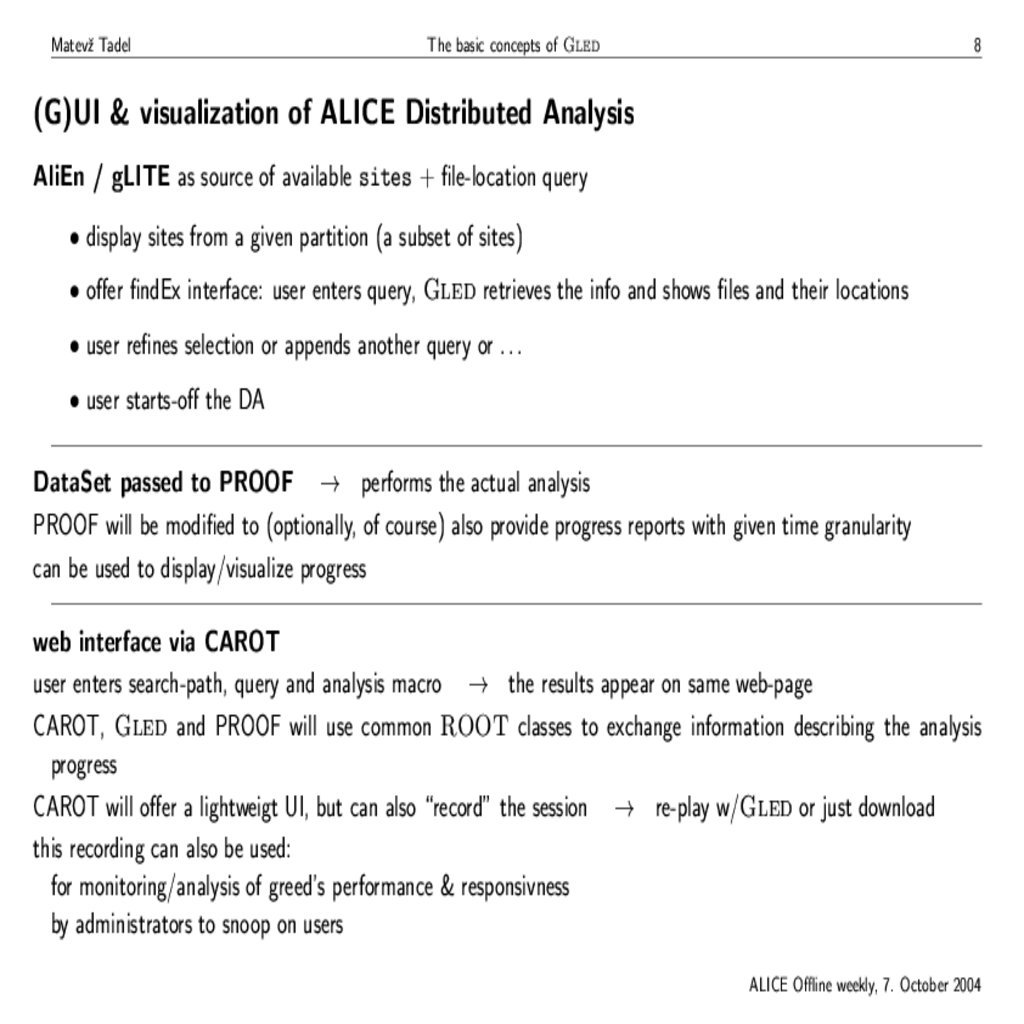 Matevž Tadel The basic concepts of GLED 8
(G)UI & visualization of ALICE Distributed Analysis
AliEn / gLITE as source of available sites + file-location query
• display sites from a given partition (a subset of sites)
• offer findEx interface: user enters query, GLED retrieves the info and shows files and their locations
• user refines selection or appends another query or ...
• user starts-off the DA
DataSet passed to PROOF → performs the actual analysis
PROOF will be modified to (optionally, of course) also provide progress reports with given time granularity
can be used to display/visualize progress
web interface via CAROT
user enters search-path, query and analysis macro → the results appear on same web-page
CAROT, GLED and PROOF will use common ROOT classes to exchange information describing the analysis
progress
CAROT will offer a lightweigt UI, but can also “record” the session → re-play w/GLED or just download
this recording can also be used:
for monitoring/analysis of greed's performance & responsivness
by administrators to snoop on users
ALICE Offline weekly, 7. October 2004